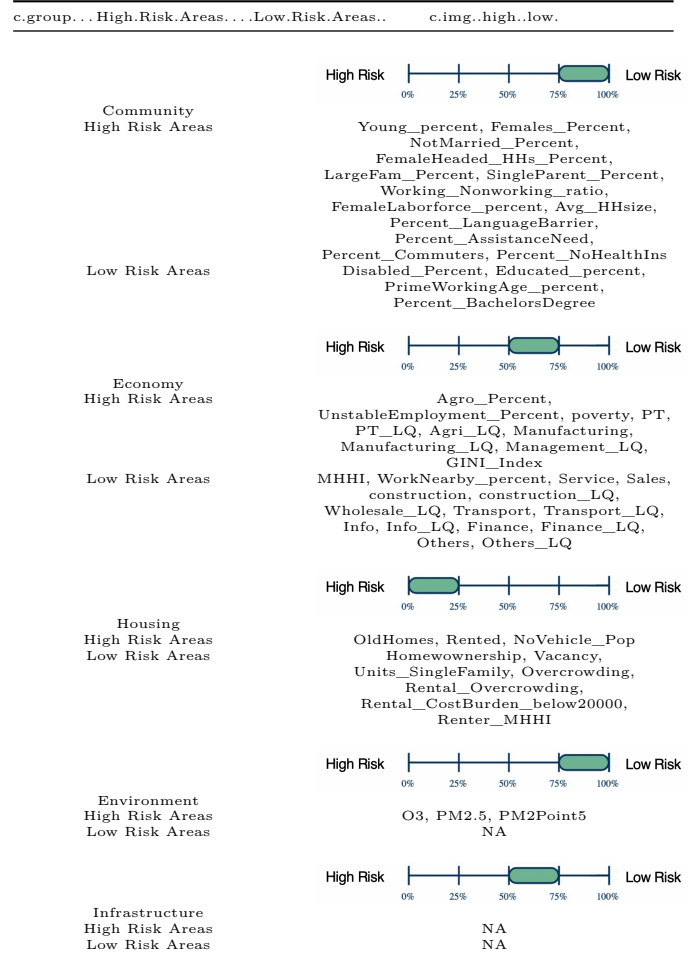 c.group...High.Risk.Areas....Low.Risk.Areas.. c.img..high..low.
High Risk Low Risk
0% 25% 50% 75% 100%
Community
High Risk Areas Young_percent, Females_Percent,
NotMarried_Percent,
FemaleHeaded_HHs_Percent,
LargeFam_Percent, SingleParent_Percent,
Working_Nonworking_ratio,
FemaleLaborforce_percent, Avg_HHsize,
Percent_LanguageBarrier,
Percent_AssistanceNeed,
Percent_Commuters, Percent_NoHealthIns
Low Risk Areas Disabled_Percent, Educated_percent,
PrimeWorkingAge_percent,
Percent_BachelorsDegree
High Risk Low Risk
0% 25% 50% 75% 100%
Economy
High Risk Areas Agro_Percent,
UnstableEmployment_Percent, poverty, PT,
PT_LQ, Agri_LQ, Manufacturing,
Manufacturing_LQ, Management_LQ,
GINI_Index
Low Risk Areas MHHI, WorkNearby_percent, Service, Sales,
construction, construction_LQ,
Wholesale_LQ, Transport, Transport_LQ,
Info, Info_LQ, Finance, Finance_LQ,
Others, Others_LQ
High Risk Low Risk
0% 25% 50% 75% 100%
Housing
High Risk Areas OldHomes, Rented, NoVehicle_Pop
Low Risk Areas Homewownership, Vacancy,
Units_SingleFamily, Overcrowding,
Rental_Overcrowding,
Rental_CostBurden_below20000,
Renter_MHHI
High Risk Low Risk
0% 25% 50% 75% 100%
Environment
High Risk Areas O3, PM2.5, PM2Point5
Low Risk Areas NA
High Risk Low Risk
0% 25% 50% 75% 100%
Infrastructure
High Risk Areas NA
Low Risk Areas NA